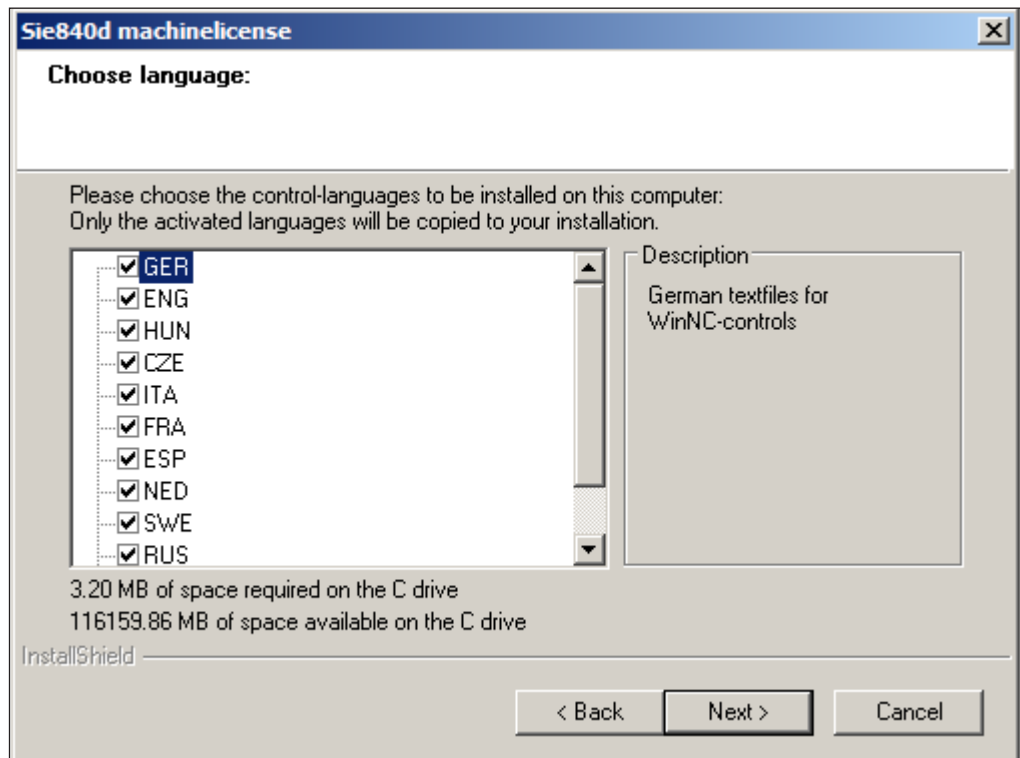 Sie840d machinelicense
Choose language:
Please choose the control-languages to be installed on this computer:
Only the activated languages will be copied to your installation.
GER
ENG
HUN
CZE
ITA
FRA
ESP
NED
SWE
RUS
Description
German textfiles for
WinNC-controls
3.20 MB of space required on the C drive
116159.86 MB of space available on the C drive
InstallShield
< Back
Next >
Cancel